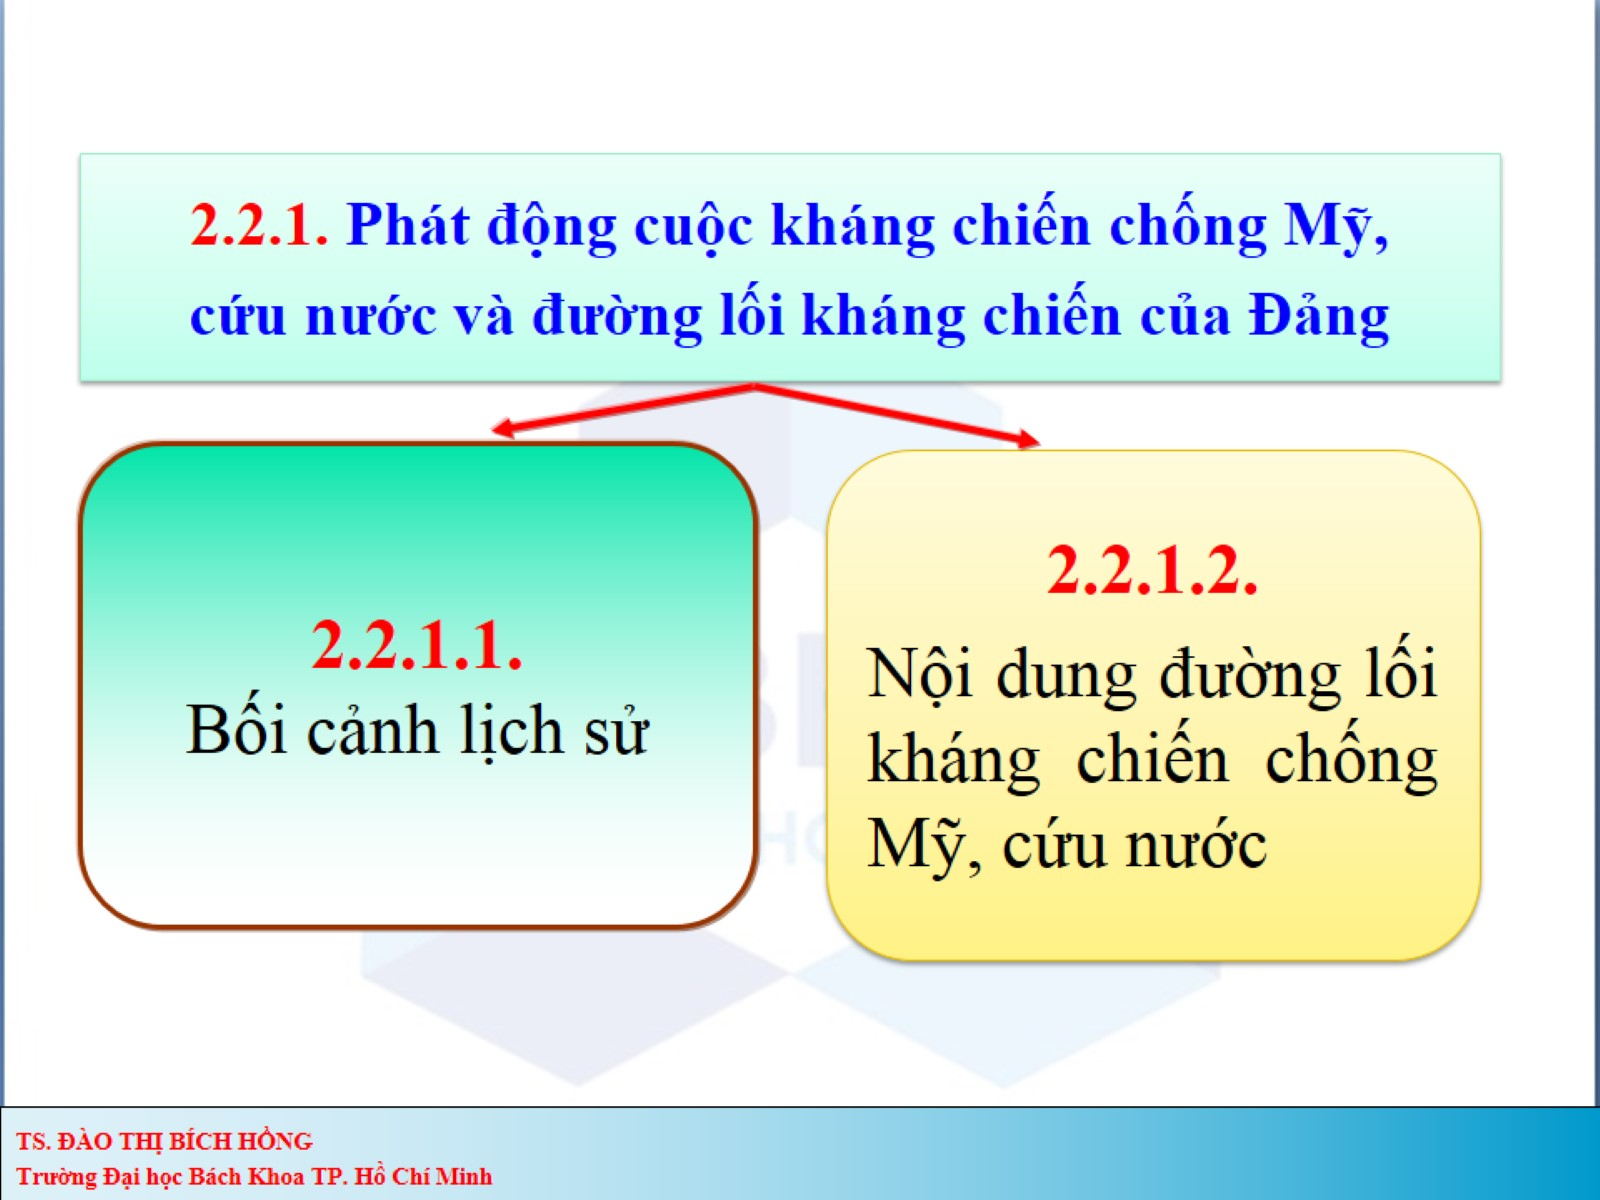 2.2.1. Phát động cuộc kháng chiến chống Mỹ,
cứu nước và đường lối kháng chiến của Đảng
2.2.1.1.
Bối cảnh lịch sử
2.2.1.2.
Nội dung đường lối
kháng chiến chống
Mỹ, cứu nước
TS. ĐÀO THỊ BÍCH HỒNG
Trường Đại học Bách Khoa TP. Hồ Chí Minh